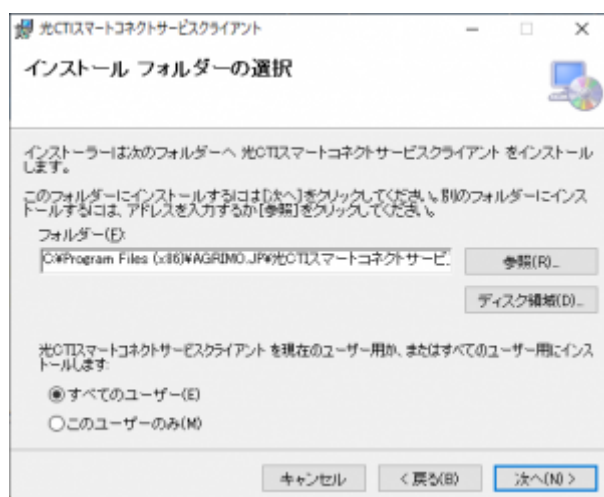 光CTIスマートコネクトサービスクライアント
インストール フォルダーの選択
インストーラーは次のフォルダーへ 光CTIスマートコネクトサービスクライアント をインストール
します。
このフォルダーにインストールするには[次へ]をクリックしてください。別のフォルダーにインス
トールするには、アドレスを入力するか[参照]をクリックしてください。
フォルダー(F):
C:¥Program Files (x86)¥AGRIMO.JP¥光CTIスマートコネクトサービ
参照(R)...
ディスク領域(D)...
光CTIスマートコネクトサービスクライアント を現在のユーザー用か、またはすべてのユーザー用にインス
トールします:
すべてのユーザー(E)
このユーザーのみ(M)
キャンセル
< 戻る(B)
次へ(N) >